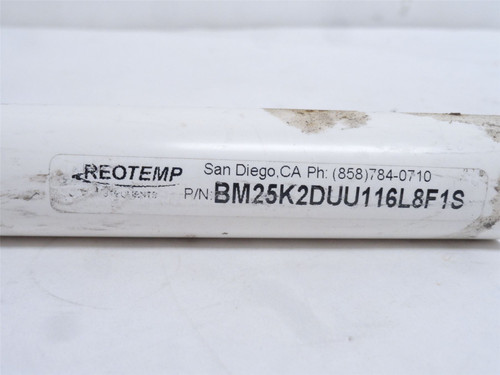 REOTEMP San Diego,CA Ph: (858)784-0710
P/N: BM25K2DUU116L8F1S